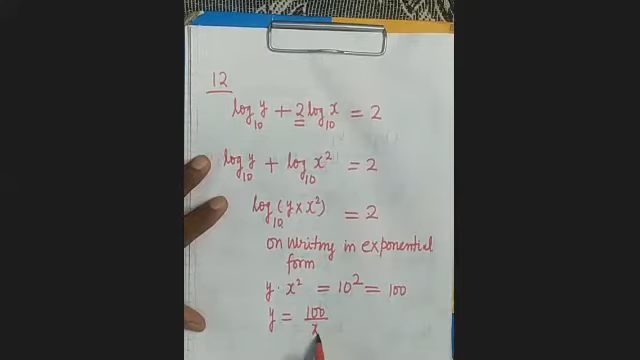 12
log₁₀ y + 2 log₁₀ x = 2
log₁₀ y + log₁₀ x² = 2
log₁₀ (y × x²) = 2
on writing in exponential
form
y · x² = 10² = 100
y = 100/x